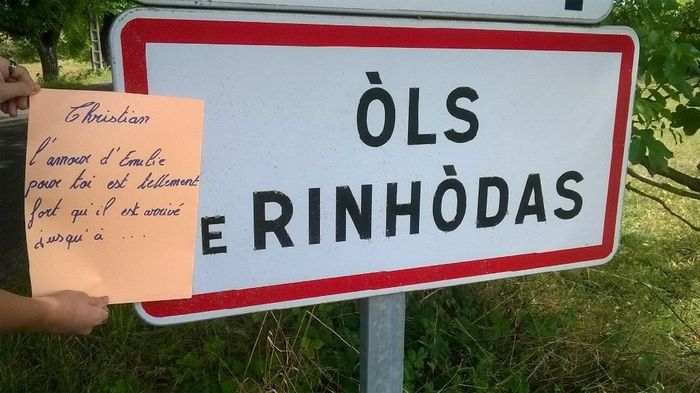 Christian
l'amour d'Emilie
pour toi est tellement
fort qu'il est arrivé
jusqu'à ....
ÒLS
E RINHÒDAS